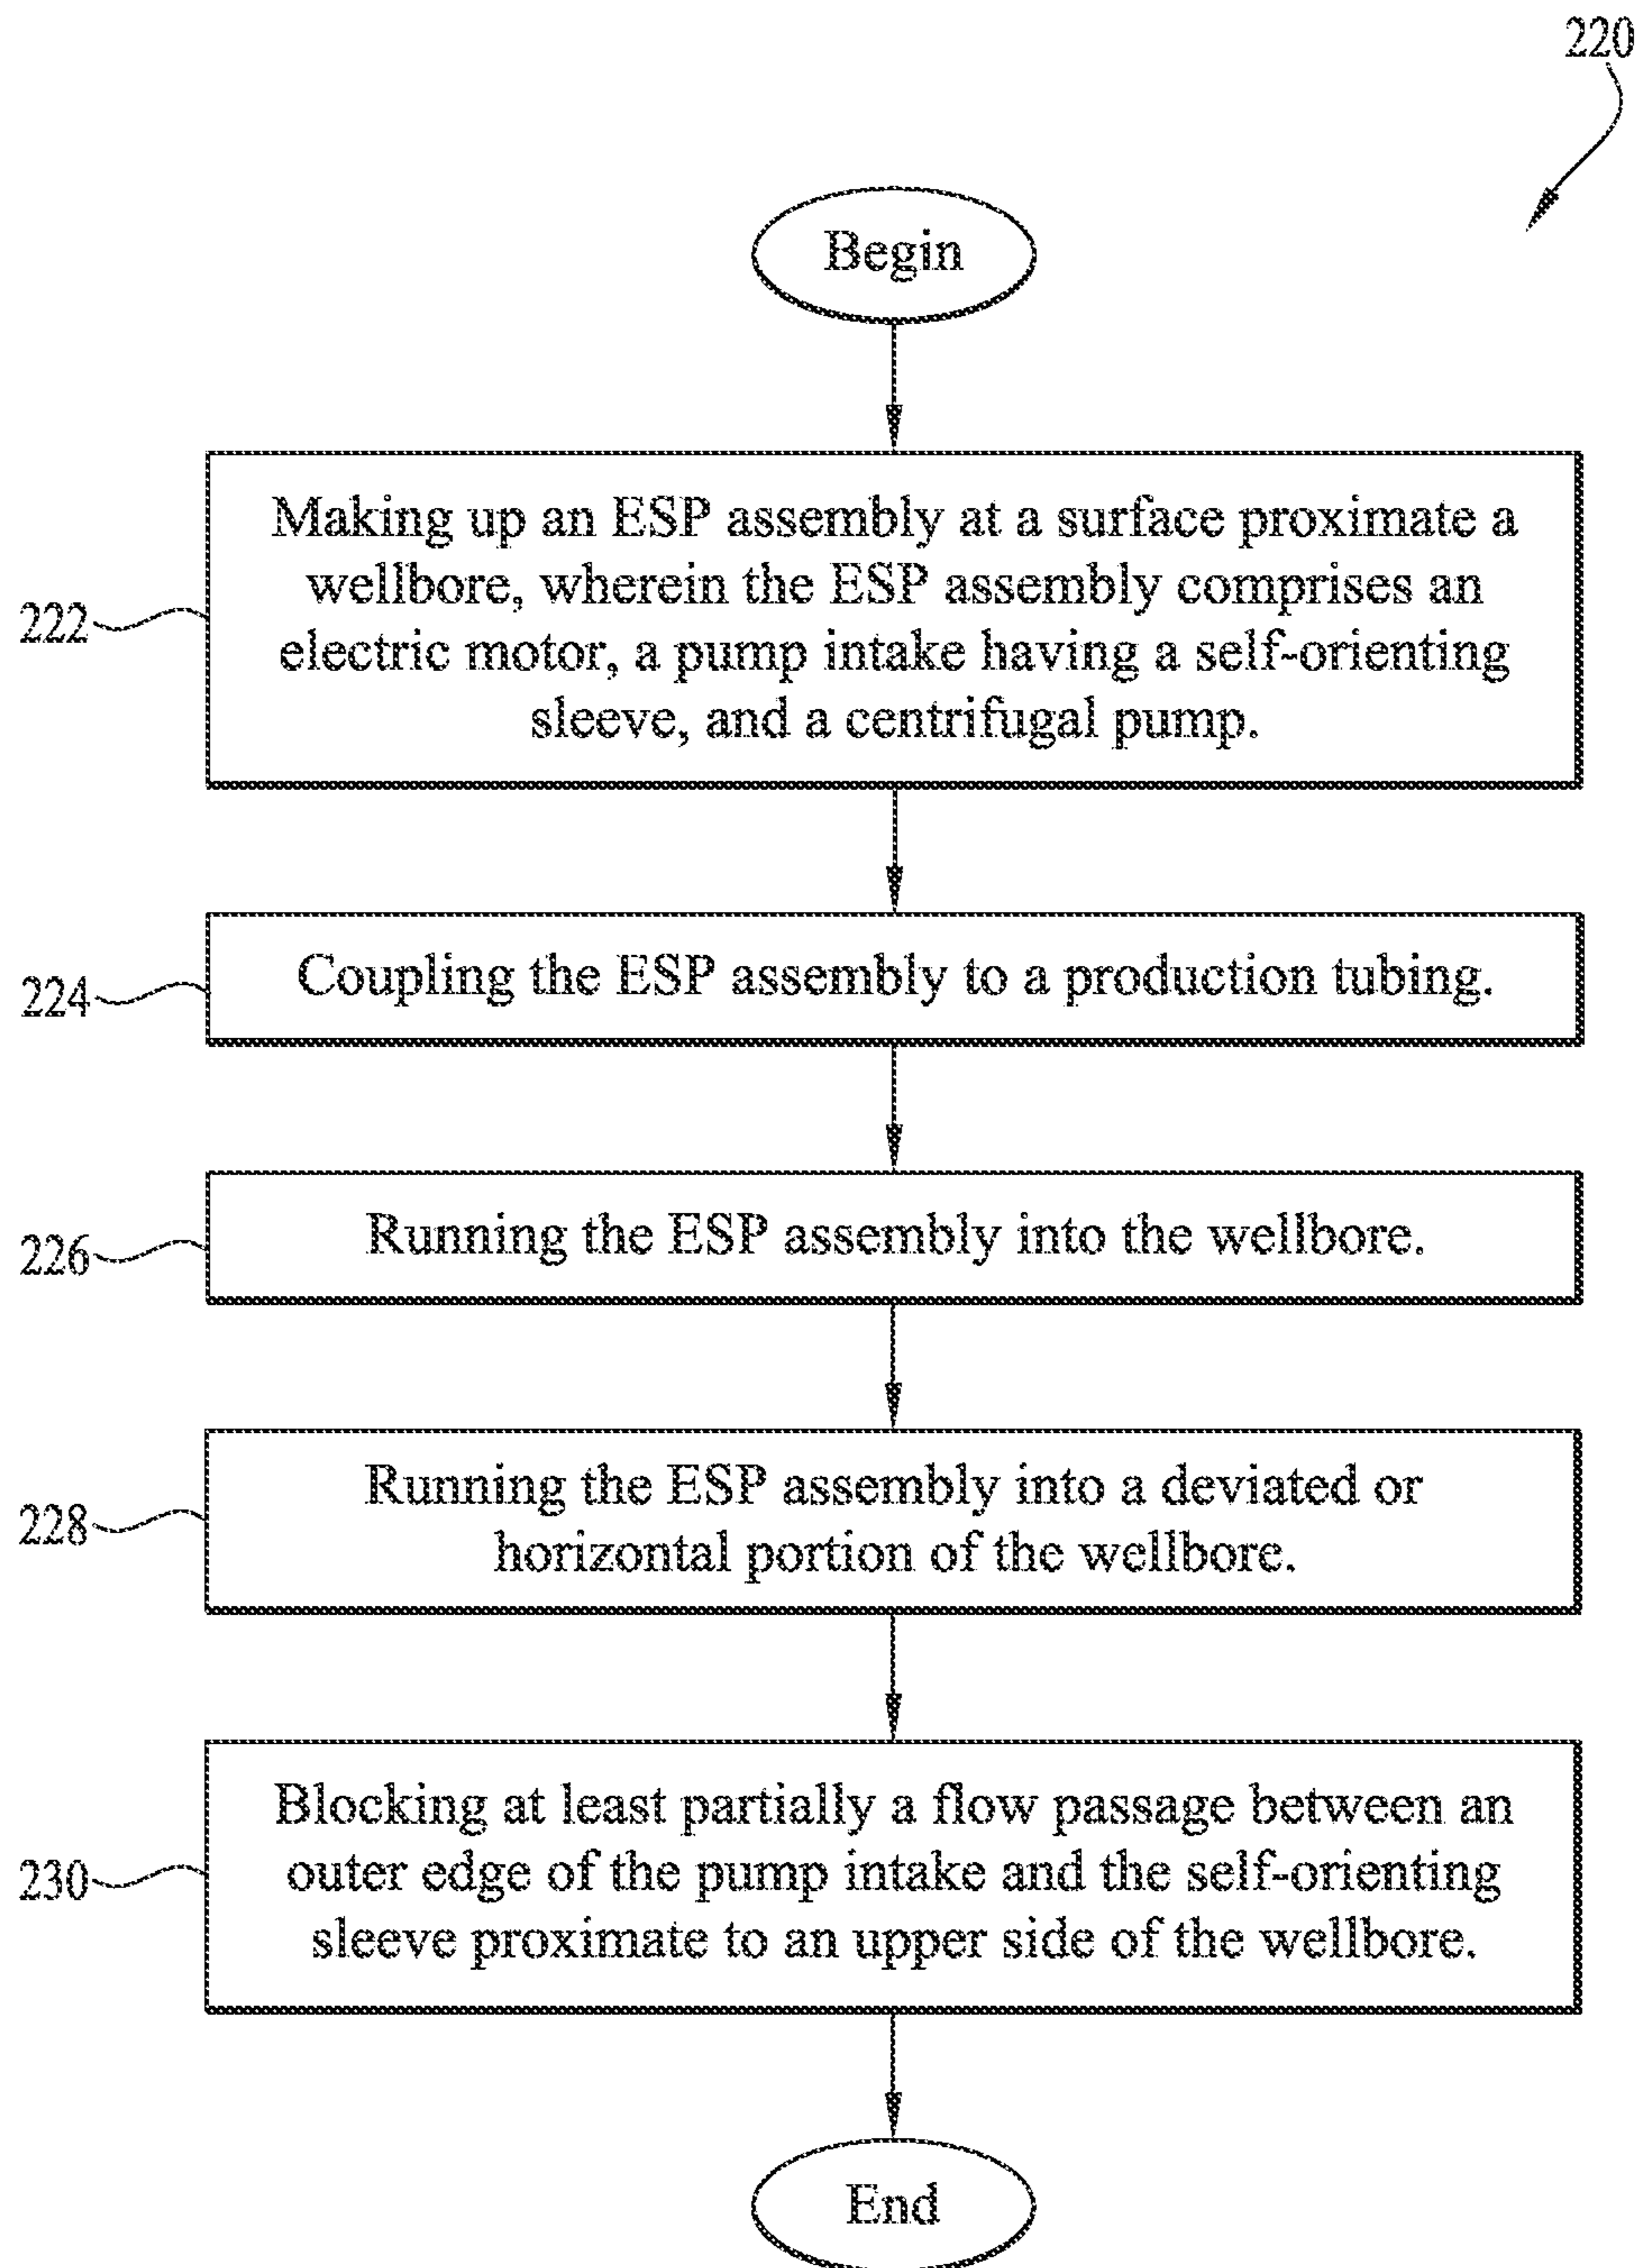 220
Begin
Making up an ESP assembly at a surface proximate a
wellbore, wherein the ESP assembly comprises an
222
electric motor, a pump intake having a self-orienting
sleeve, and a centrifugal pump.
224
Coupling the ESP assembly to a production tubing.
226
Running the ESP assembly into the wellbore.
228
Running the ESP assembly into a deviated or
horizontal portion of the wellbore.
230
Blocking at least partially a flow passage between an
outer edge of the pump intake and the self-orienting
sleeve proximate to an upper side of the wellbore.
End